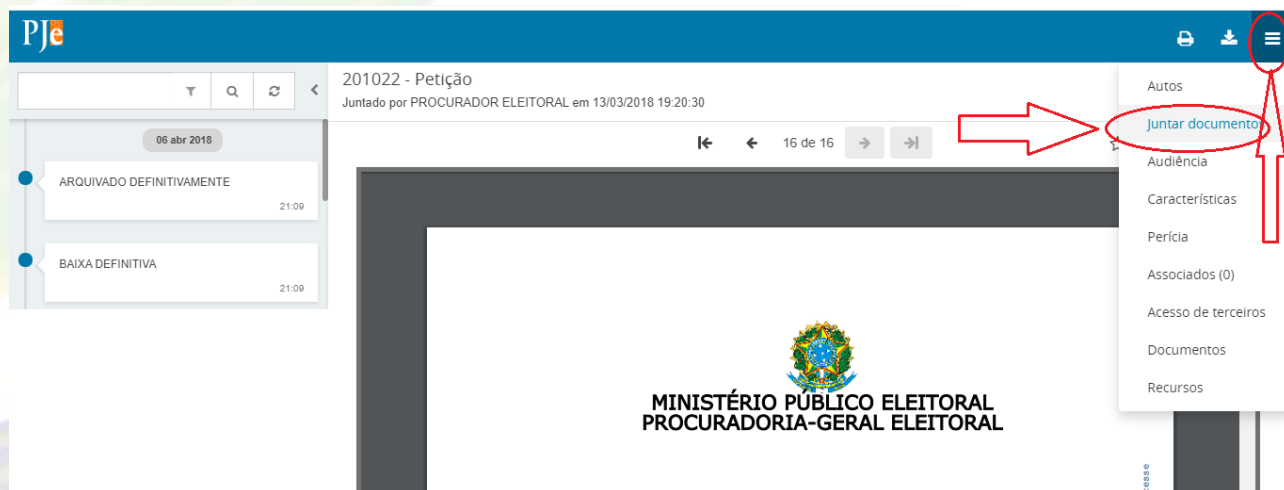 PJe
201022 - Petição
Juntado por PROCURADOR ELEITORAL em 13/03/2018 19:20:30
16 de 16
06 abr 2018
ARQUIVADO DEFINITIVAMENTE
21:09
BAIXA DEFINITIVA
21:09
Autos
Juntar documentos
Audiência
Características
Perícia
Associados (0)
Acesso de terceiros
Documentos
Recursos
MINISTÉRIO PÚBLICO ELEITORAL
PROCURADORIA-GERAL ELEITORAL